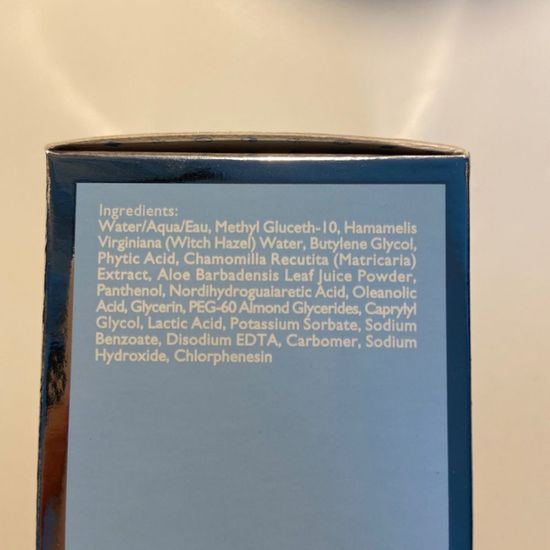 Ingredients:
Water/Aqua/Eau, Methyl Gluceth-10, Hamamelis
Virginiana (Witch Hazel) Water, Butylene Glycol,
Phytic Acid, Chamomilla Recutita (Matricaria)
Extract, Aloe Barbadensis Leaf Juice Powder,
Panthenol, Nordihydroguaiaretic Acid, Oleanolic
Acid, Glycerin, PEG-60 Almond Glycerides, Caprylyl
Glycol, Lactic Acid, Potassium Sorbate, Sodium
Benzoate, Disodium EDTA, Carbomer, Sodium
Hydroxide, Chlorphenesin